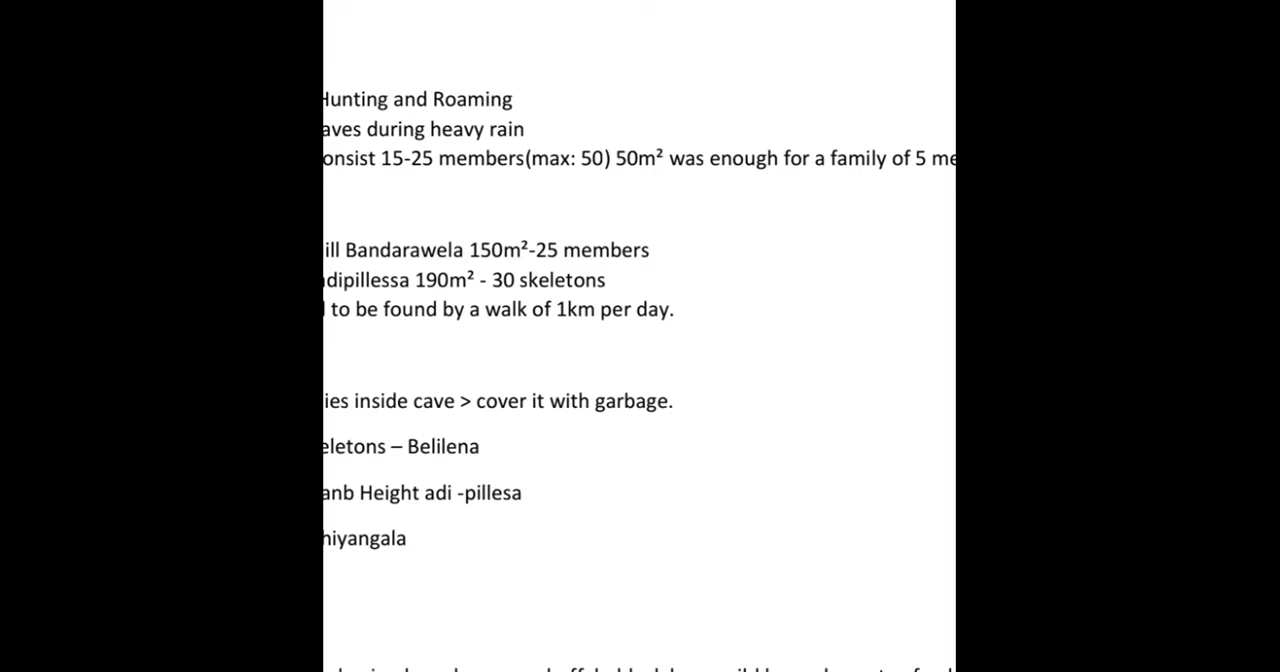 Hunting and Roaming
aves during heavy rain
onsist 15-25 members(max: 50) 50m² was enough for a family of 5 me
ill Bandarawela 150m²-25 members
dipillessa 190m² - 30 skeletons
to be found by a walk of 1km per day.
ies inside cave > cover it with garbage.
eletons – Belilena
anb Height adi -pillesa
hiyangala